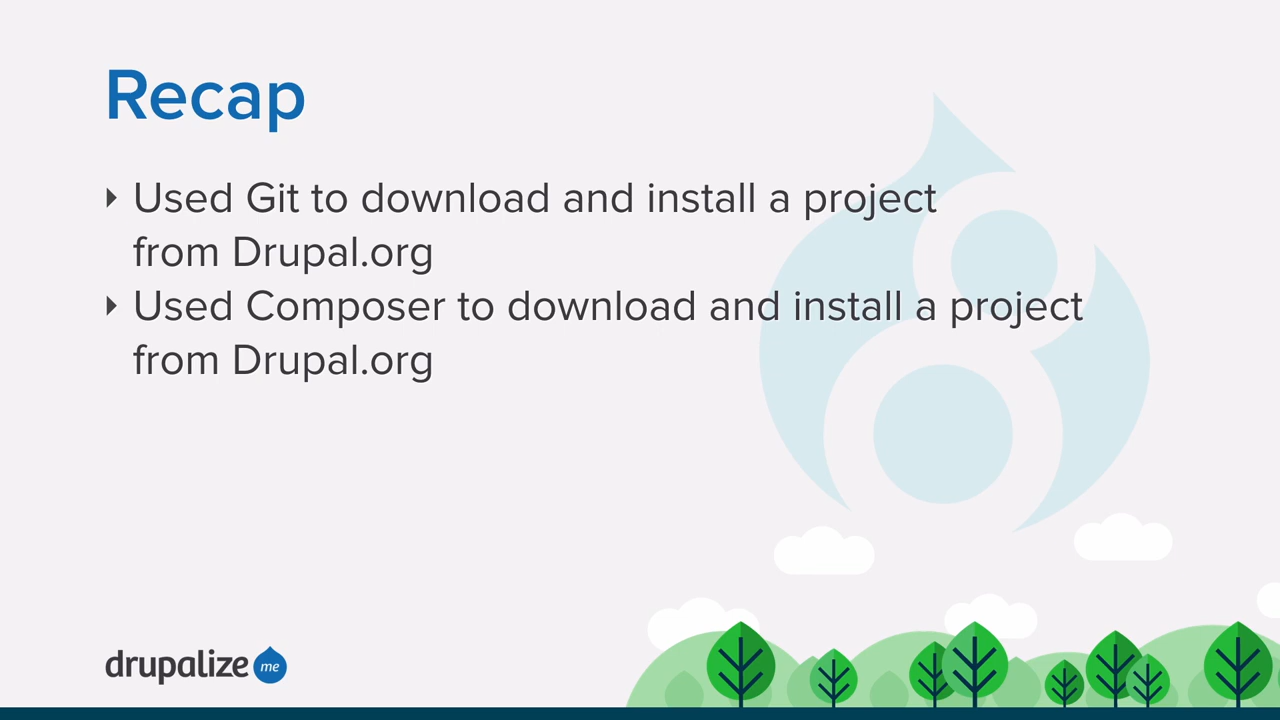 Recap
Used Git to download and install a project
from Drupal.org
Used Composer to download and install a project
from Drupal.org
drupalize me